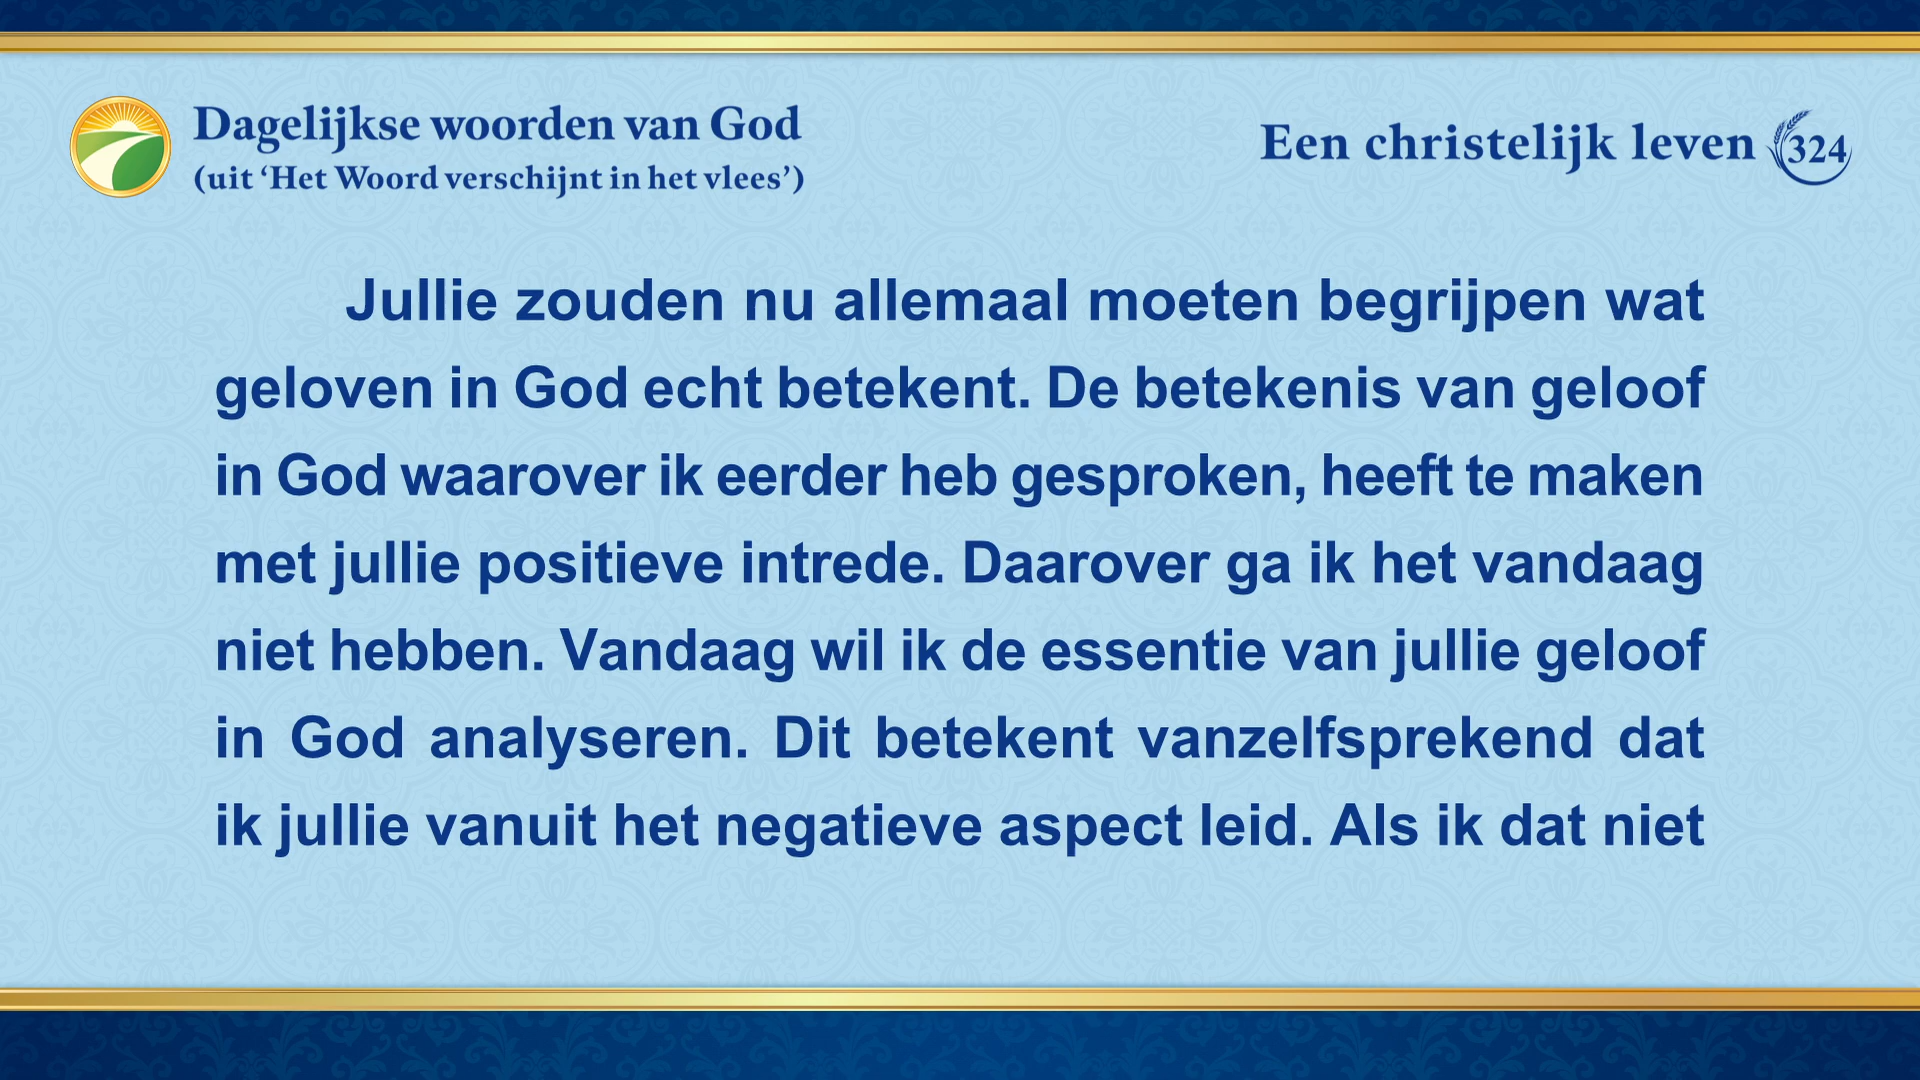 Dagelijkse woorden van God
(uit ‘Het Woord verschijnt in het vlees’)
Een christelijk leven 324
Jullie zouden nu allemaal moeten begrijpen wat
geloven in God echt betekent. De betekenis van geloof
in God waarover ik eerder heb gesproken, heeft te maken
met jullie positieve intrede. Daarover ga ik het vandaag
niet hebben. Vandaag wil ik de essentie van jullie geloof
in God analyseren. Dit betekent vanzelfsprekend dat
ik jullie vanuit het negatieve aspect leid. Als ik dat niet